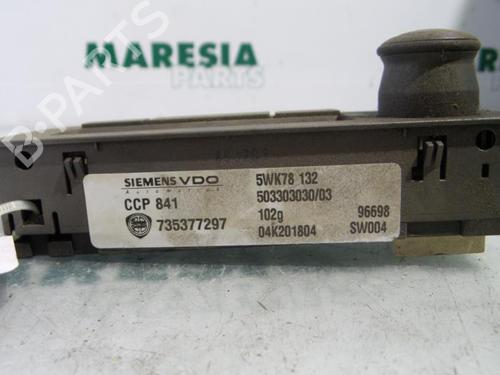 MARESIA
PARTS
B-PARTS
SIEMENS VDO
Automotive
CCP 841
735377297
5WK78 132
503303030/03
102g 96698
04K201804 SW004